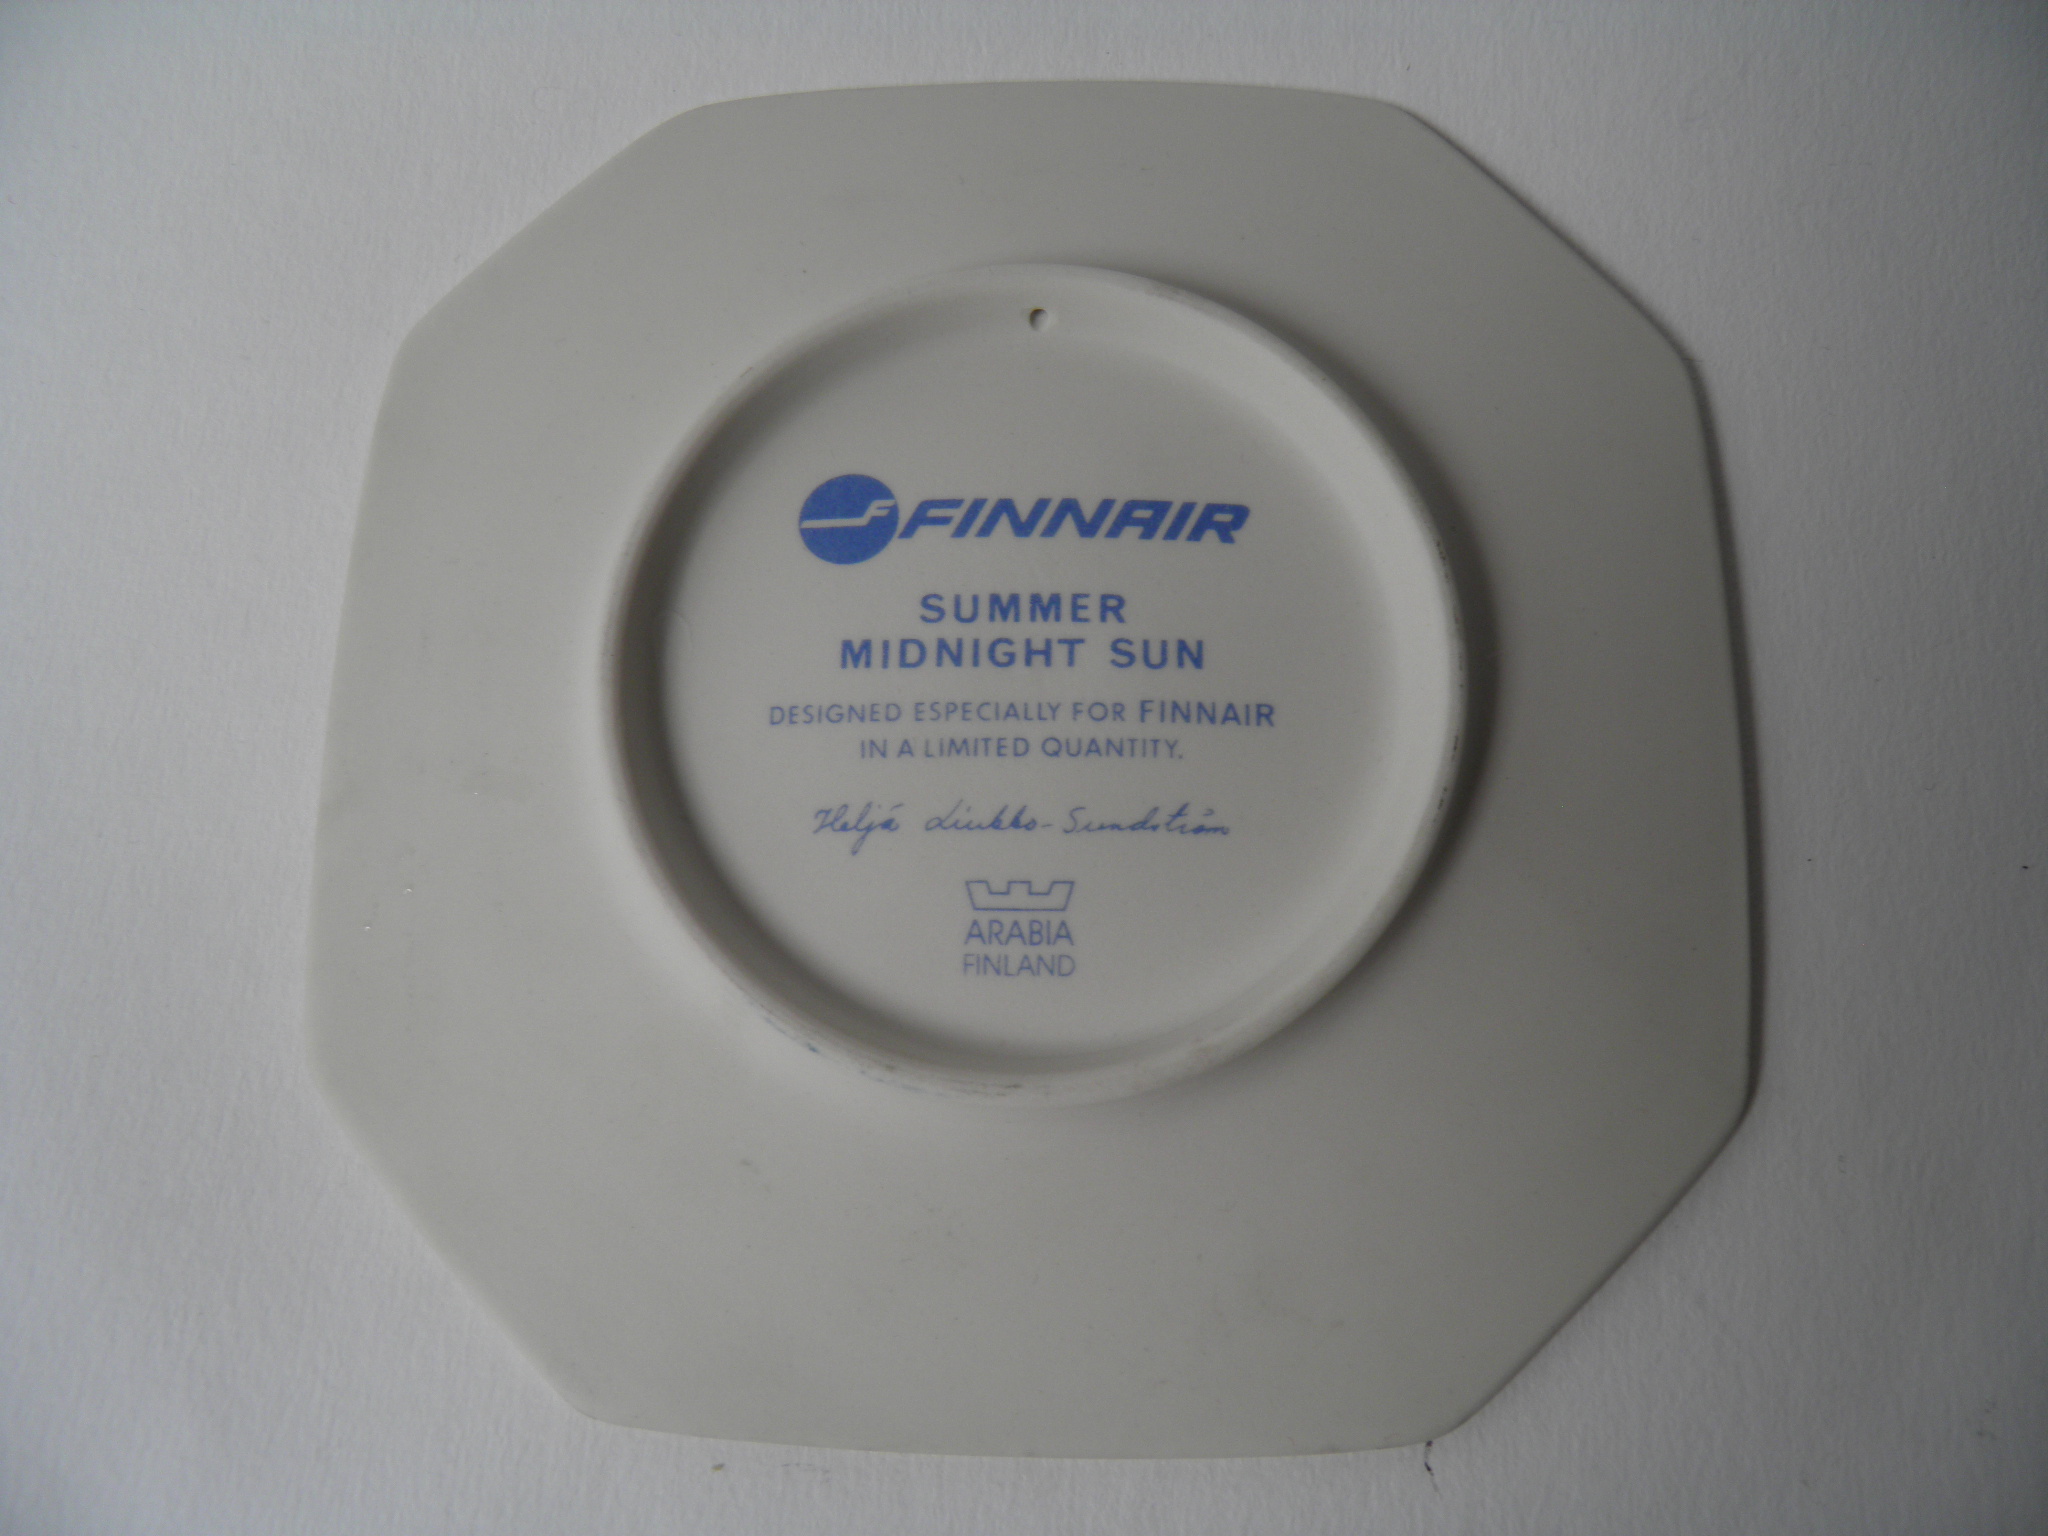 F FINNAIR
SUMMER
MIDNIGHT SUN
DESIGNED ESPECIALLY FOR FINNAIR
IN A LIMITED QUANTITY.
Heljä Liukko-Sundström
ARABIA
FINLAND